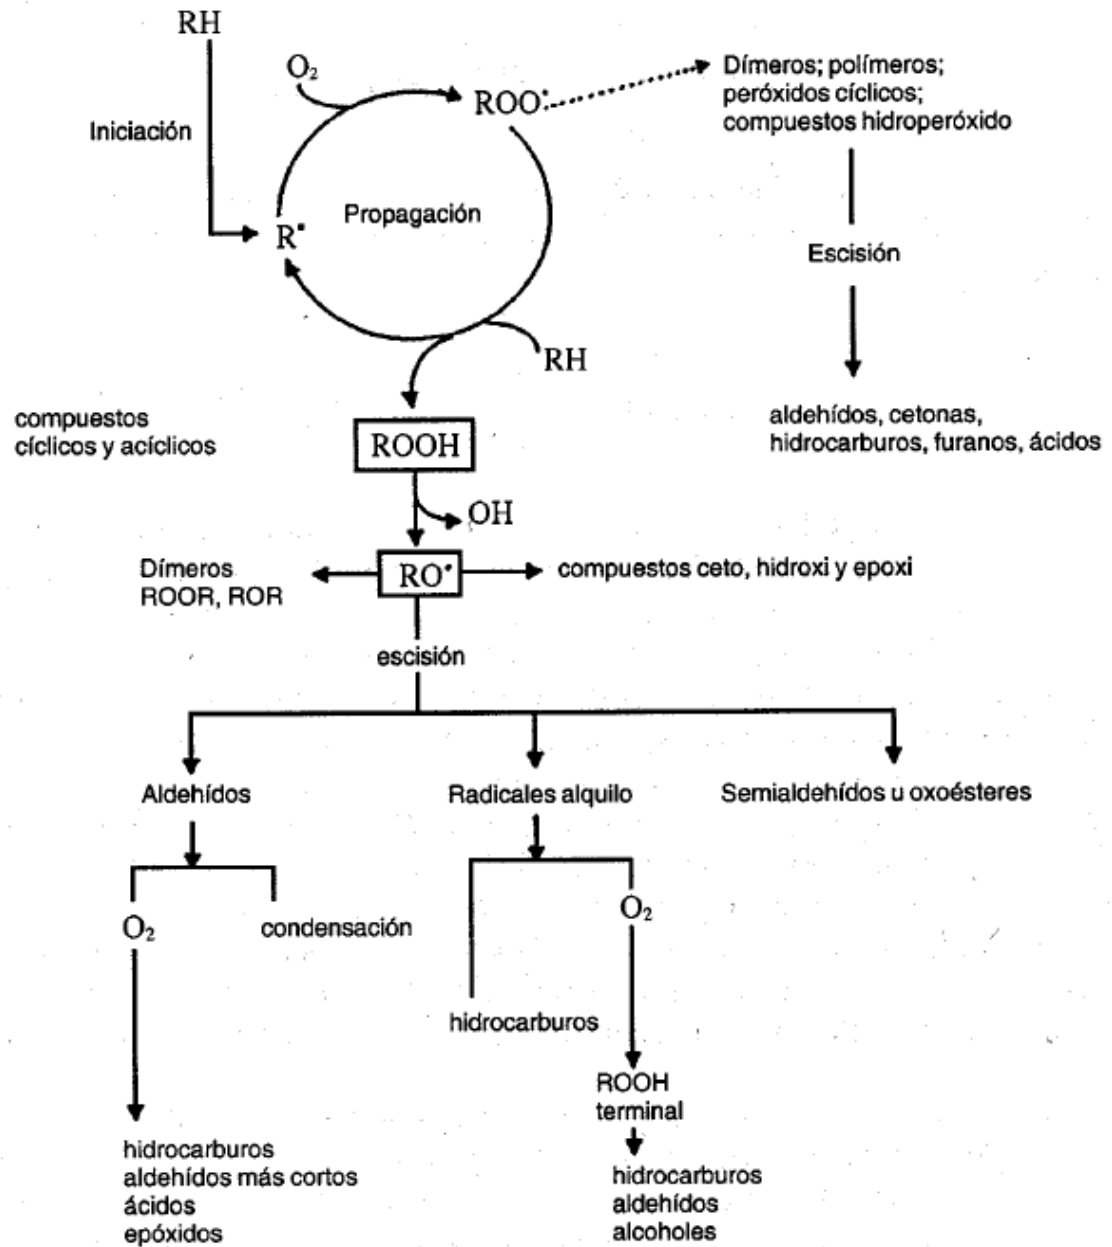 RH
O₂
ROO•
Dímeros; polímeros;
peróxidos cíclicos;
compuestos hidroperóxido
Iniciación
Propagación
R•
Escisión
RH
compuestos
cíclicos y acíclicos
ROOH
aldehídos, cetonas,
hidrocarburos, furanos, ácidos
OH
Dímeros
ROOR, ROR
RO•
compuestos ceto, hidroxi y epoxi
escisión
Aldehídos
Radicales alquilo
Semialdehídos u oxoésteres
O₂
condensación
O₂
hidrocarburos
ROOH
terminal
hidrocarburos
aldehídos más cortos
ácidos
epóxidos
hidrocarburos
aldehídos
alcoholes